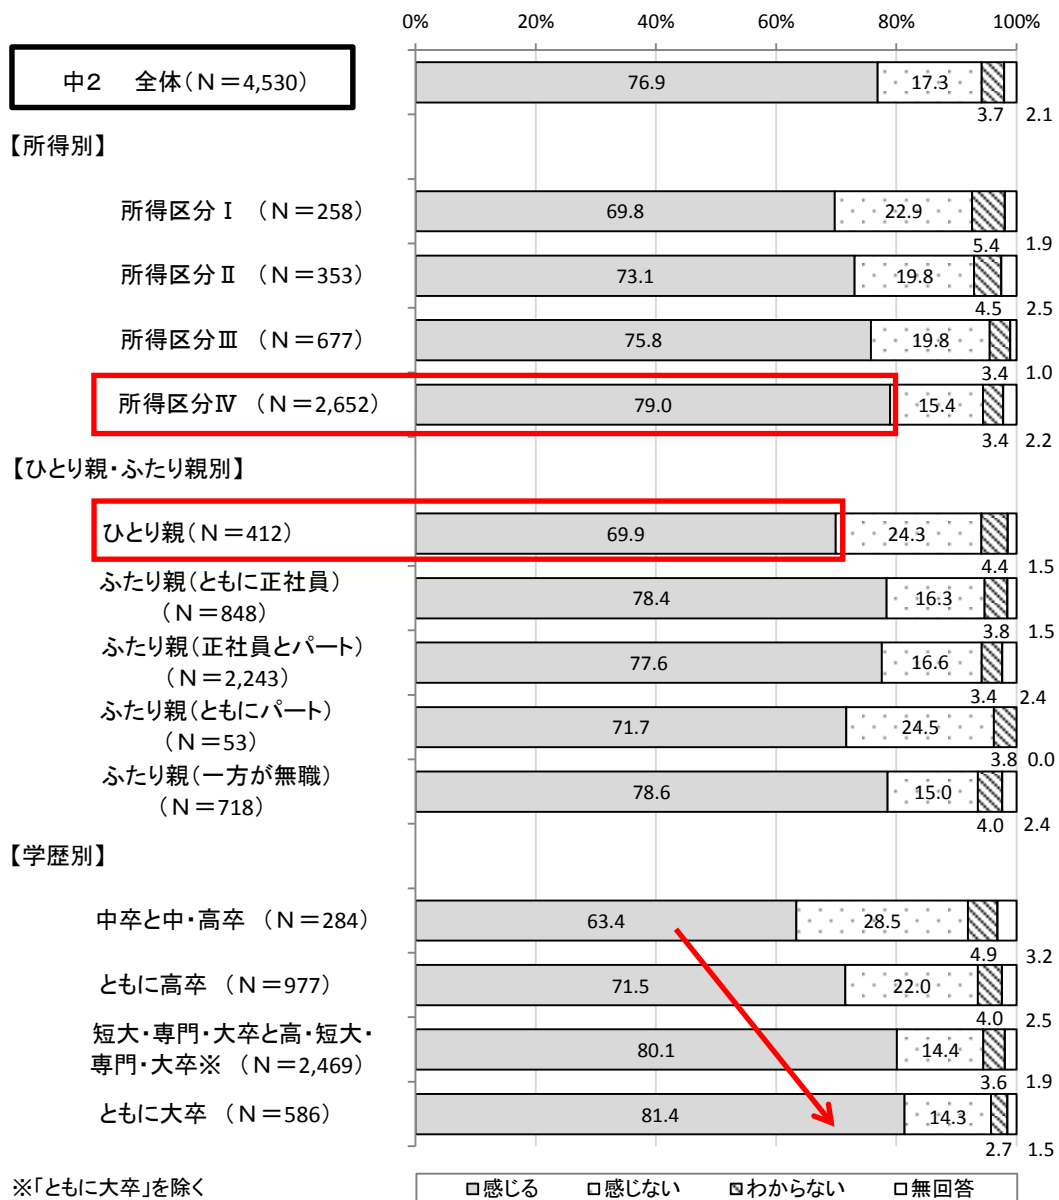 0% 20% 40% 60% 80% 100%
中2 全体(N=4,530) 76.9 17.3
3.7 2.1
【所得別】
所得区分Ⅰ (N=258) 69.8 22.9
5.4 1.9
所得区分Ⅱ (N=353) 73.1 19.8
4.5 2.5
所得区分Ⅲ (N=677) 75.8 19.8
3.4 1.0
所得区分Ⅳ (N=2,652) 79.0 15.4
3.4 2.2
【ひとり親・ふたり親別】
ひとり親(N=412) 69.9 24.3
4.4 1.5
ふたり親(ともに正社員)
(N=848) 78.4 16.3
3.8 1.5
ふたり親(正社員とパート)
(N=2,243) 77.6 16.6
3.4 2.4
ふたり親(ともにパート)
(N=53) 71.7 24.5
3.8 0.0
ふたり親(一方が無職)
(N=718) 78.6 15.0
4.0 2.4
【学歴別】
中卒と中・高卒 (N=284) 63.4 28.5
4.9 3.2
ともに高卒 (N=977) 71.5 22.0
4.0 2.5
短大・専門・大卒と高・短大・
専門・大卒※ (N=2,469) 80.1 14.4
3.6 1.9
ともに大卒 (N=586) 81.4 14.3
2.7 1.5
※「ともに大卒」を除く 感じる 感じない わからない 無回答